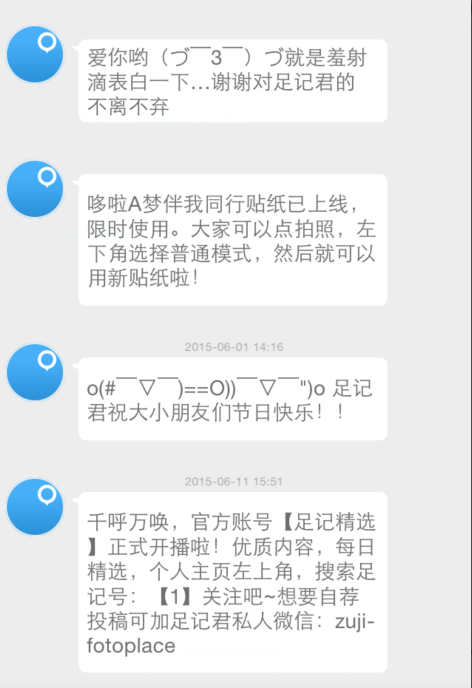 爱你哟（づ￣3￣）づ就是羞射
滴表白一下…谢谢对足记君的
不离不弃
哆啦A梦伴我同行贴纸已上线，
限时使用。大家可以点拍照，左
下角选择普通模式，然后就可以
用新贴纸啦！
2015-06-01 14:16
o(#￣▽￣)==O))￣▽￣")o 足记
君祝大小朋友们节日快乐！！
2015-06-11 15:51
千呼万唤，官方账号【足记精选
】正式开播啦！优质内容，每日
精选，个人主页左上角，搜索足
记号：【1】关注吧~想要自荐
投稿可加足记君私人微信：zuji-
fotoplace